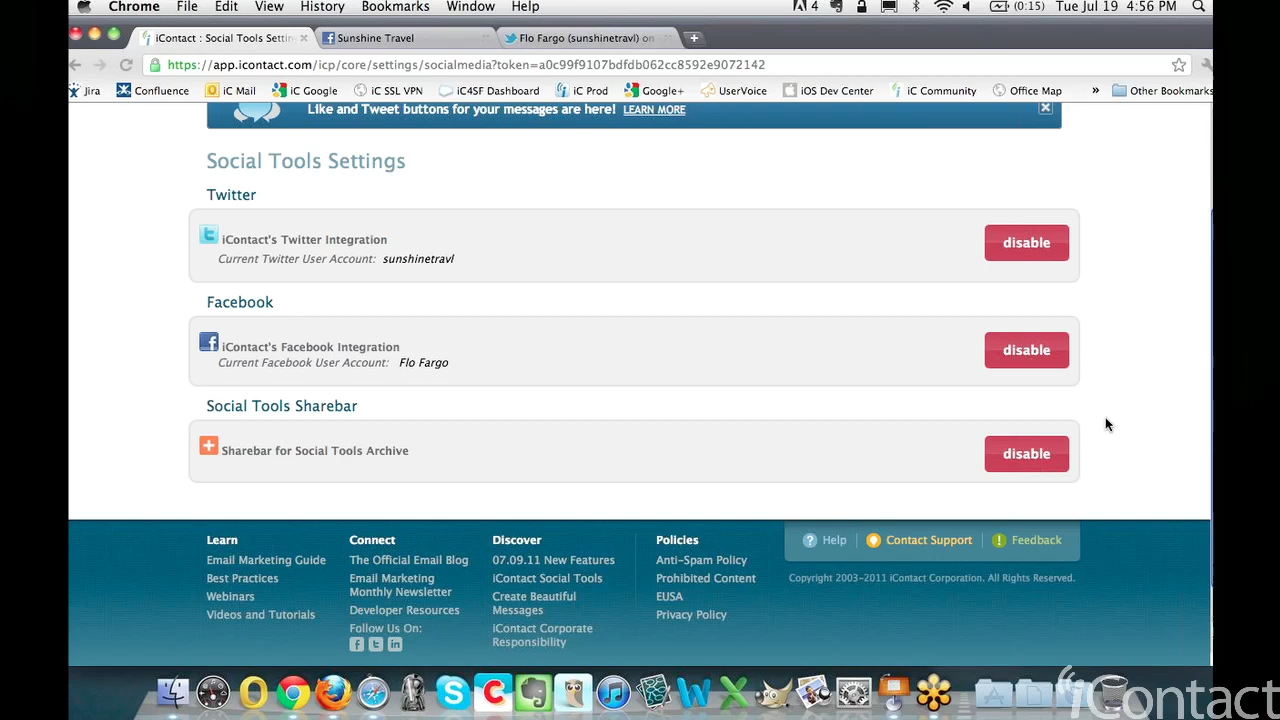 Chrome File Edit View History Bookmarks Window Help 4 (0:15) Tue Jul 19 4:56 PM
iContact : Social Tools Settin Sunshine Travel Flo Fargo (sunshinetravl) on
https://app.icontact.com/icp/core/settings/socialmedia?token=a0c99f9107bdfdb062cc8592e9072142
Jira Confluence iC Mail iC Google iC SSL VPN iC4SF Dashboard iC Prod Google+ UserVoice iOS Dev Center iC Community Office Map » Other Bookmarks
Like and Tweet buttons for your messages are here! LEARN MORE
Social Tools Settings
Twitter
iContact's Twitter Integration
Current Twitter User Account: sunshinetravl
disable
Facebook
iContact's Facebook Integration
Current Facebook User Account: Flo Fargo
disable
Social Tools Sharebar
Sharebar for Social Tools Archive
disable
Learn
Email Marketing Guide
Best Practices
Webinars
Videos and Tutorials
Connect
The Official Email Blog
Email Marketing
Monthly Newsletter
Developer Resources
Follow Us On:
Discover
07.09.11 New Features
iContact Social Tools
Create Beautiful
Messages
iContact Corporate
Responsibility
Policies
Anti-Spam Policy
Prohibited Content
EUSA
Privacy Policy
Help Contact Support Feedback
Copyright 2003-2011 iContact Corporation. All Rights Reserved.
iContact